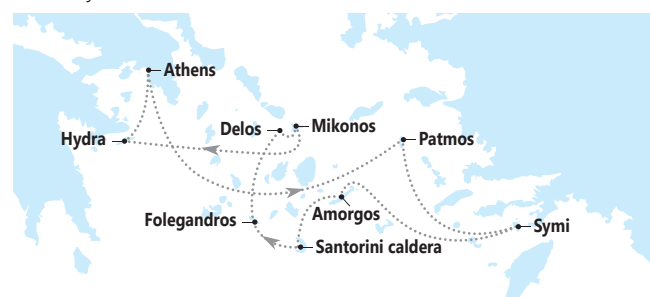 Athens
Delos
Mikonos
Hydra
Patmos
Amorgos
Folegandros
Symi
Santorini caldera